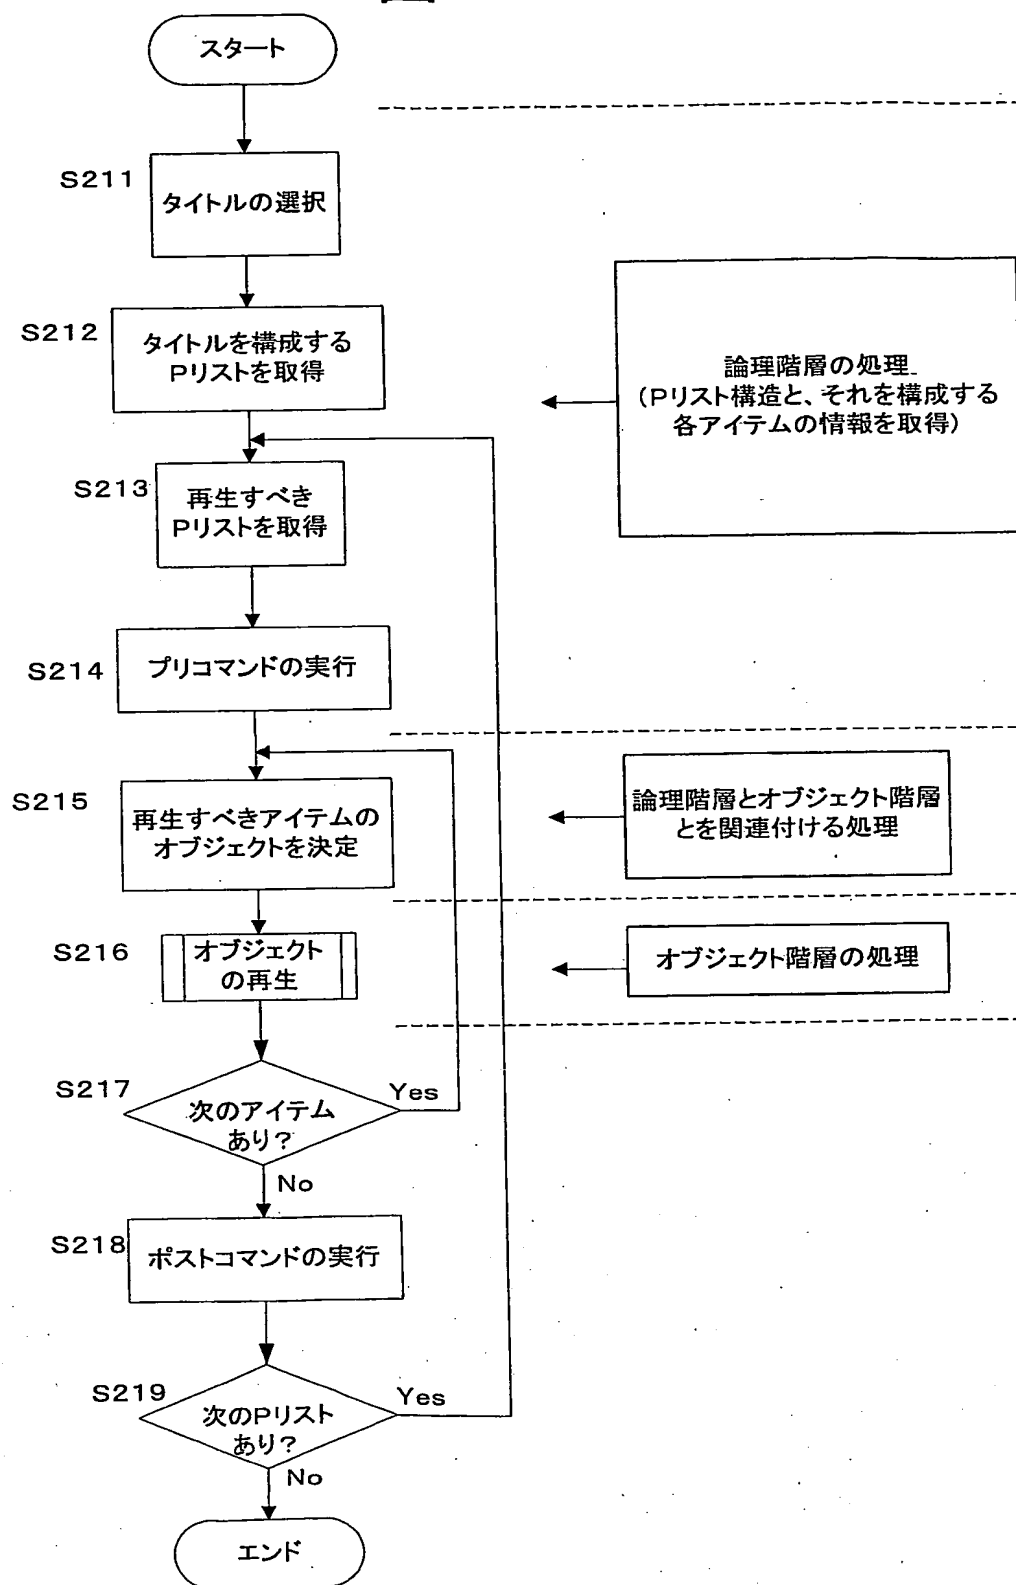 スタート
S211
タイトルの選択
S212
タイトルを構成する
Pリストを取得
論理階層の処理
(Pリスト構造と、それを構成する
各アイテムの情報を取得)
S213
再生すべき
Pリストを取得
S214
プリコマンドの実行
S215
再生すべきアイテムの
オブジェクトを決定
論理階層とオブジェクト階層
とを関連付ける処理
S216
オブジェクト
の再生
オブジェクト階層の処理
S217
次のアイテム
あり?
Yes
No
S218
ポストコマンドの実行
S219
次のPリスト
あり?
Yes
No
エンド